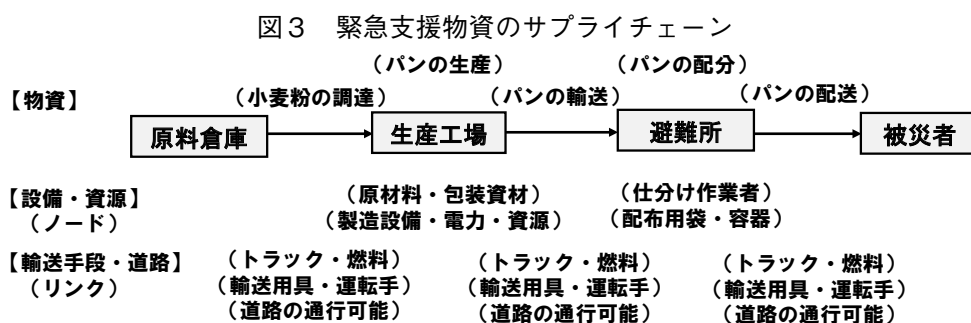 図3 緊急支援物資のサプライチェーン
（パンの生産） （パンの配分）
【物資】 （小麦粉の調達） （パンの輸送） （パンの配送）
原料倉庫 生産工場 避難所 被災者
【設備・資源】 （原材料・包装資材） （仕分け作業者）
（ノード） （製造設備・電力・資源） （配布用袋・容器）
【輸送手段・道路】 （トラック・燃料） （トラック・燃料） （トラック・燃料）
（リンク） （輸送用具・運転手） （輸送用具・運転手） （輸送用具・運転手）
（道路の通行可能） （道路の通行可能） （道路の通行可能）